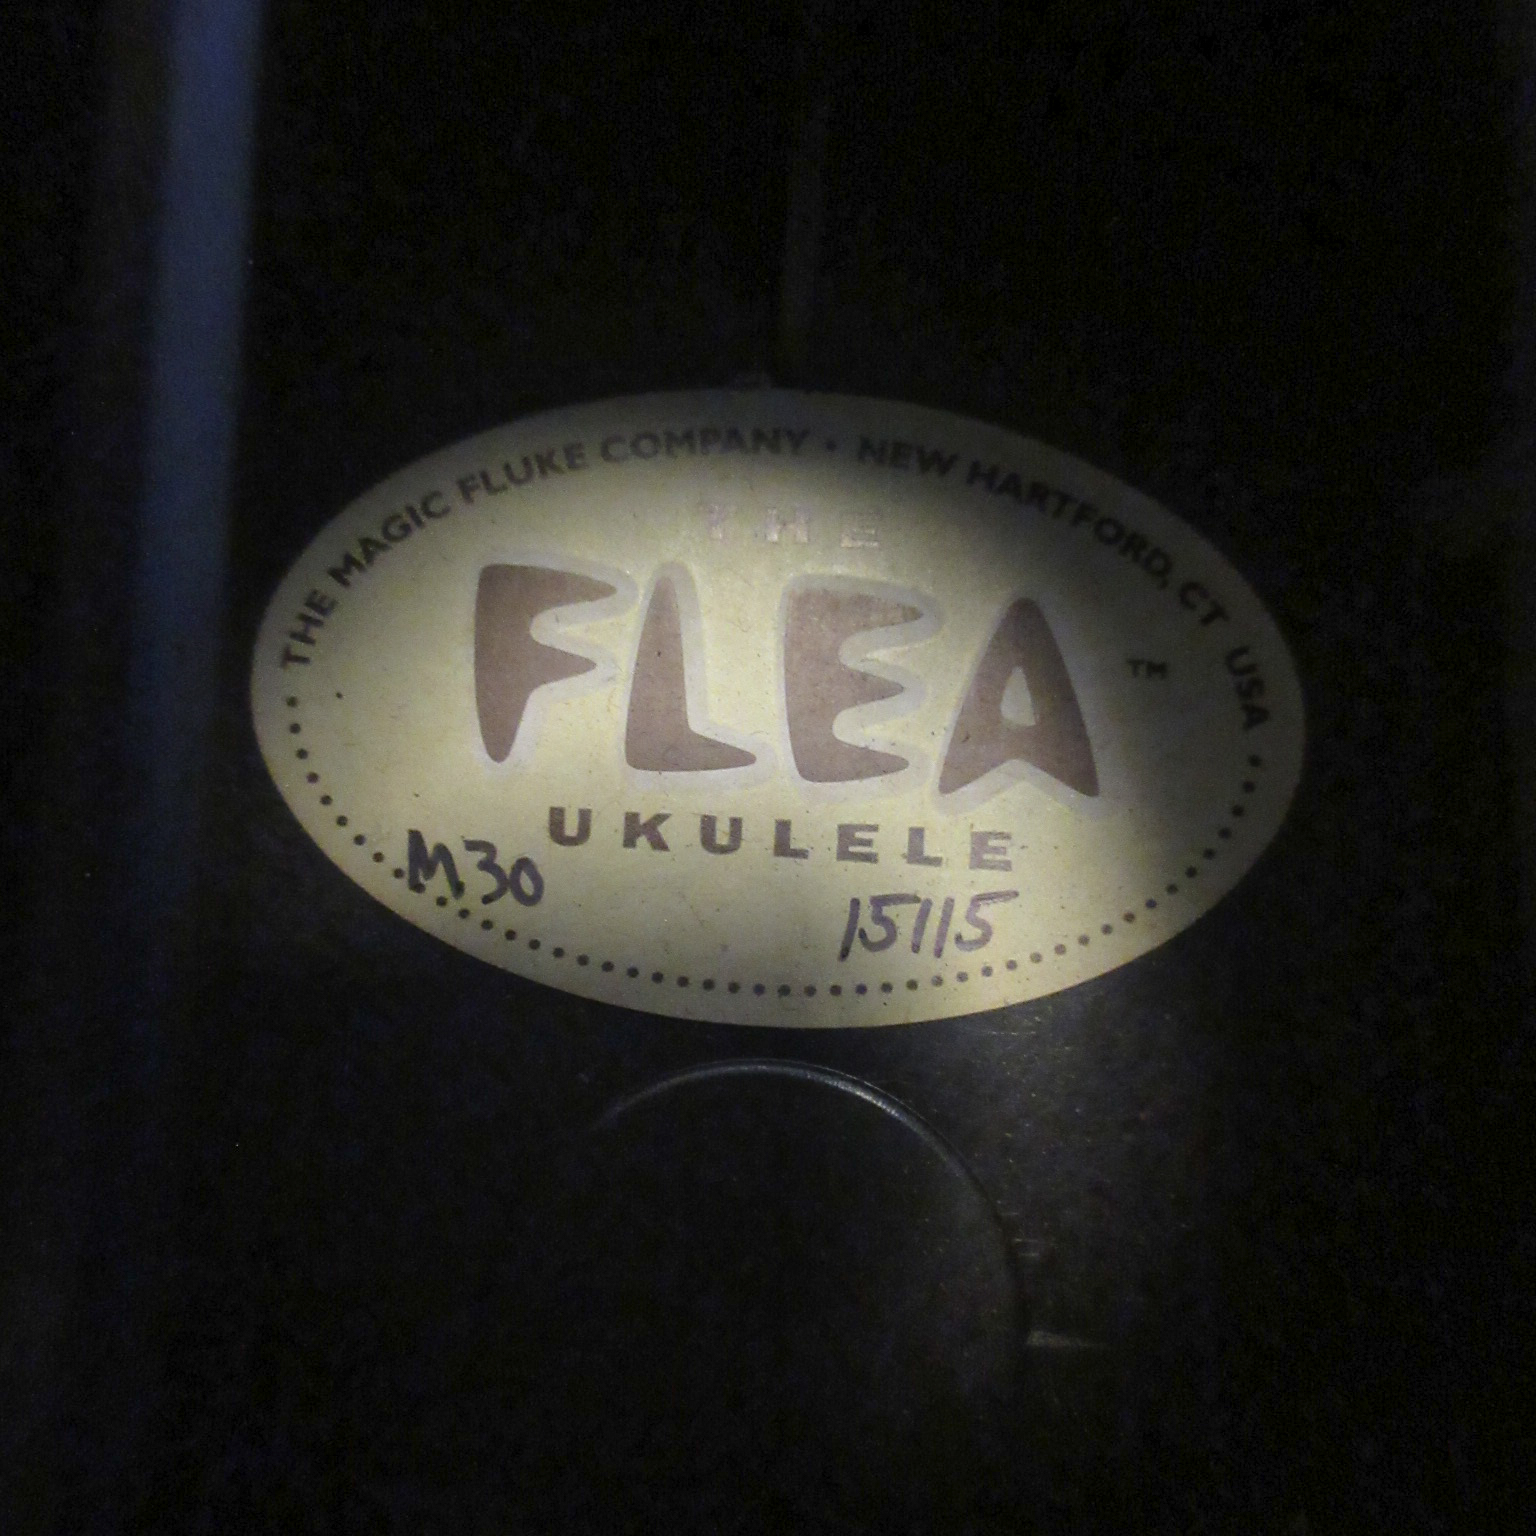 THE MAGIC FLUKE COMPANY • NEW HARTFORD, CT USA
THE
FLEA™
UKULELE
M30
15115